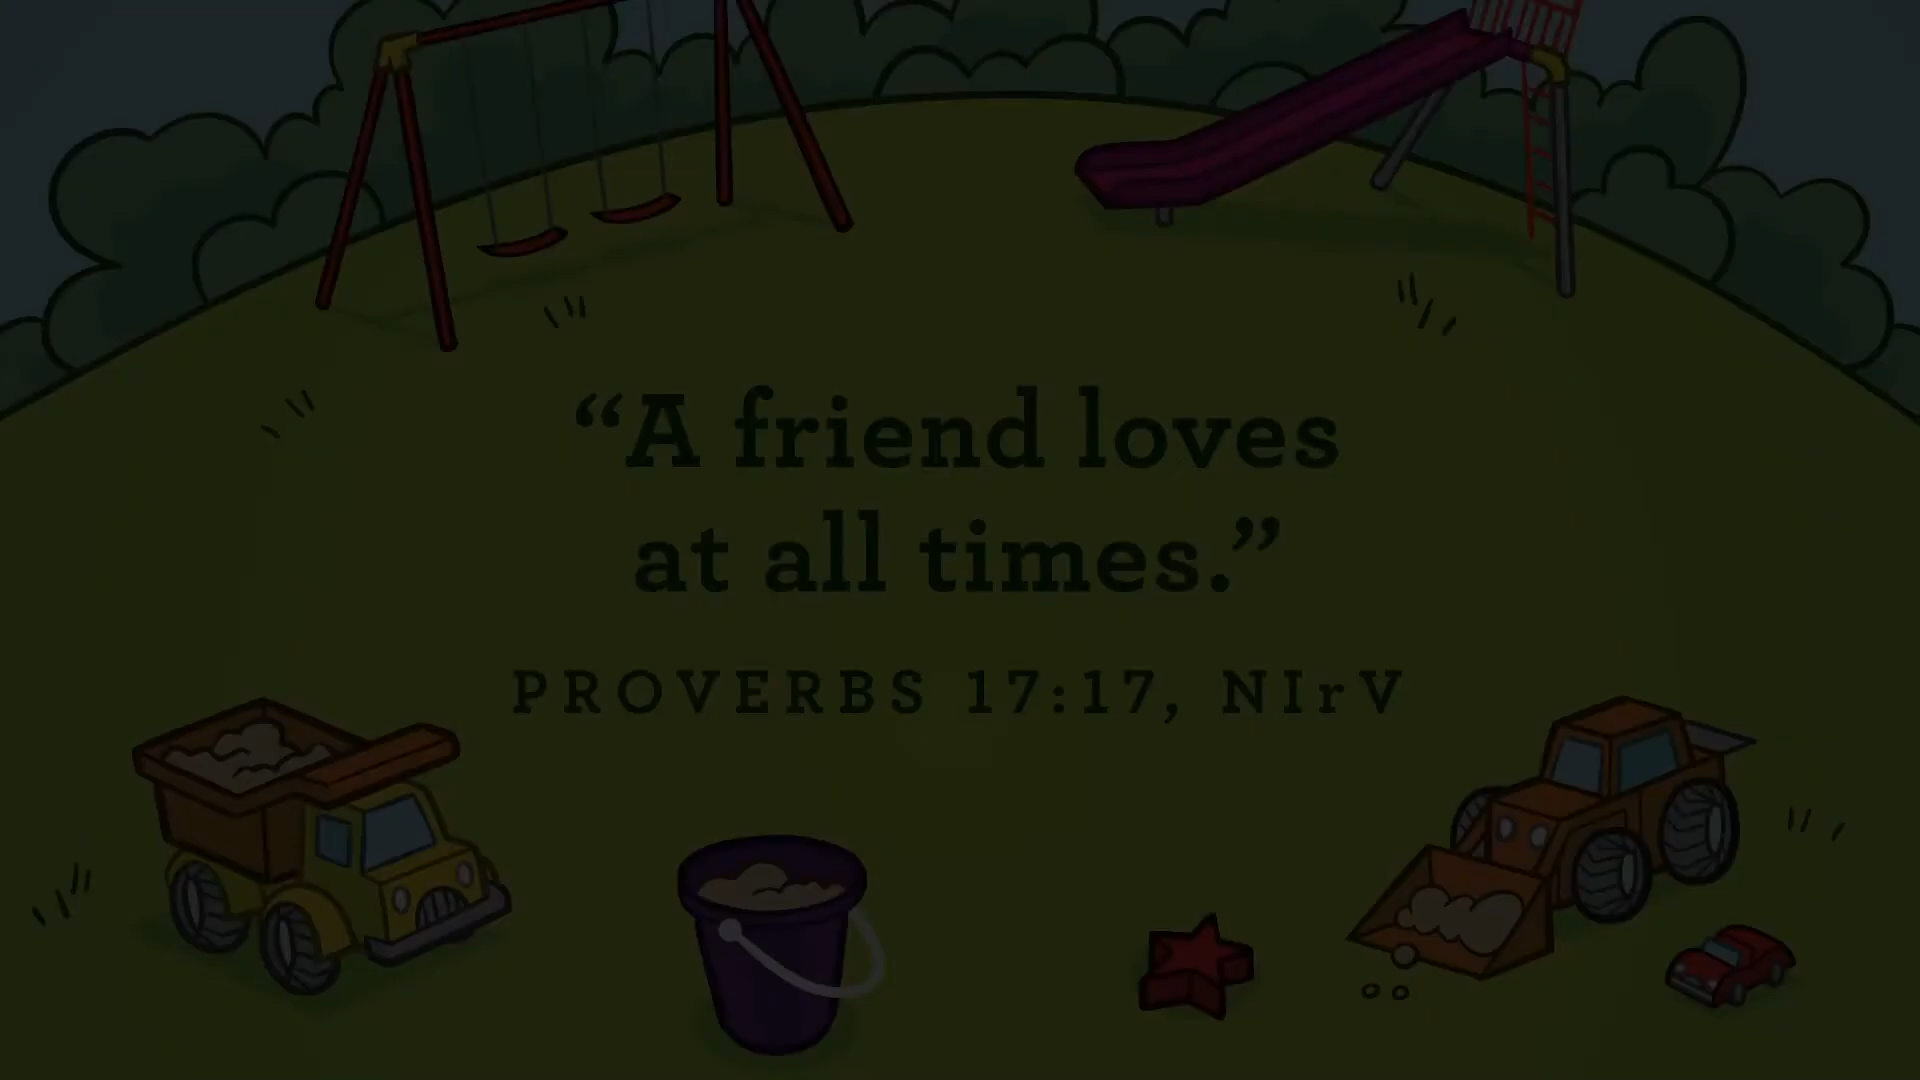 “A friend loves
at all times.”
PROVERBS 17:17, NIrV